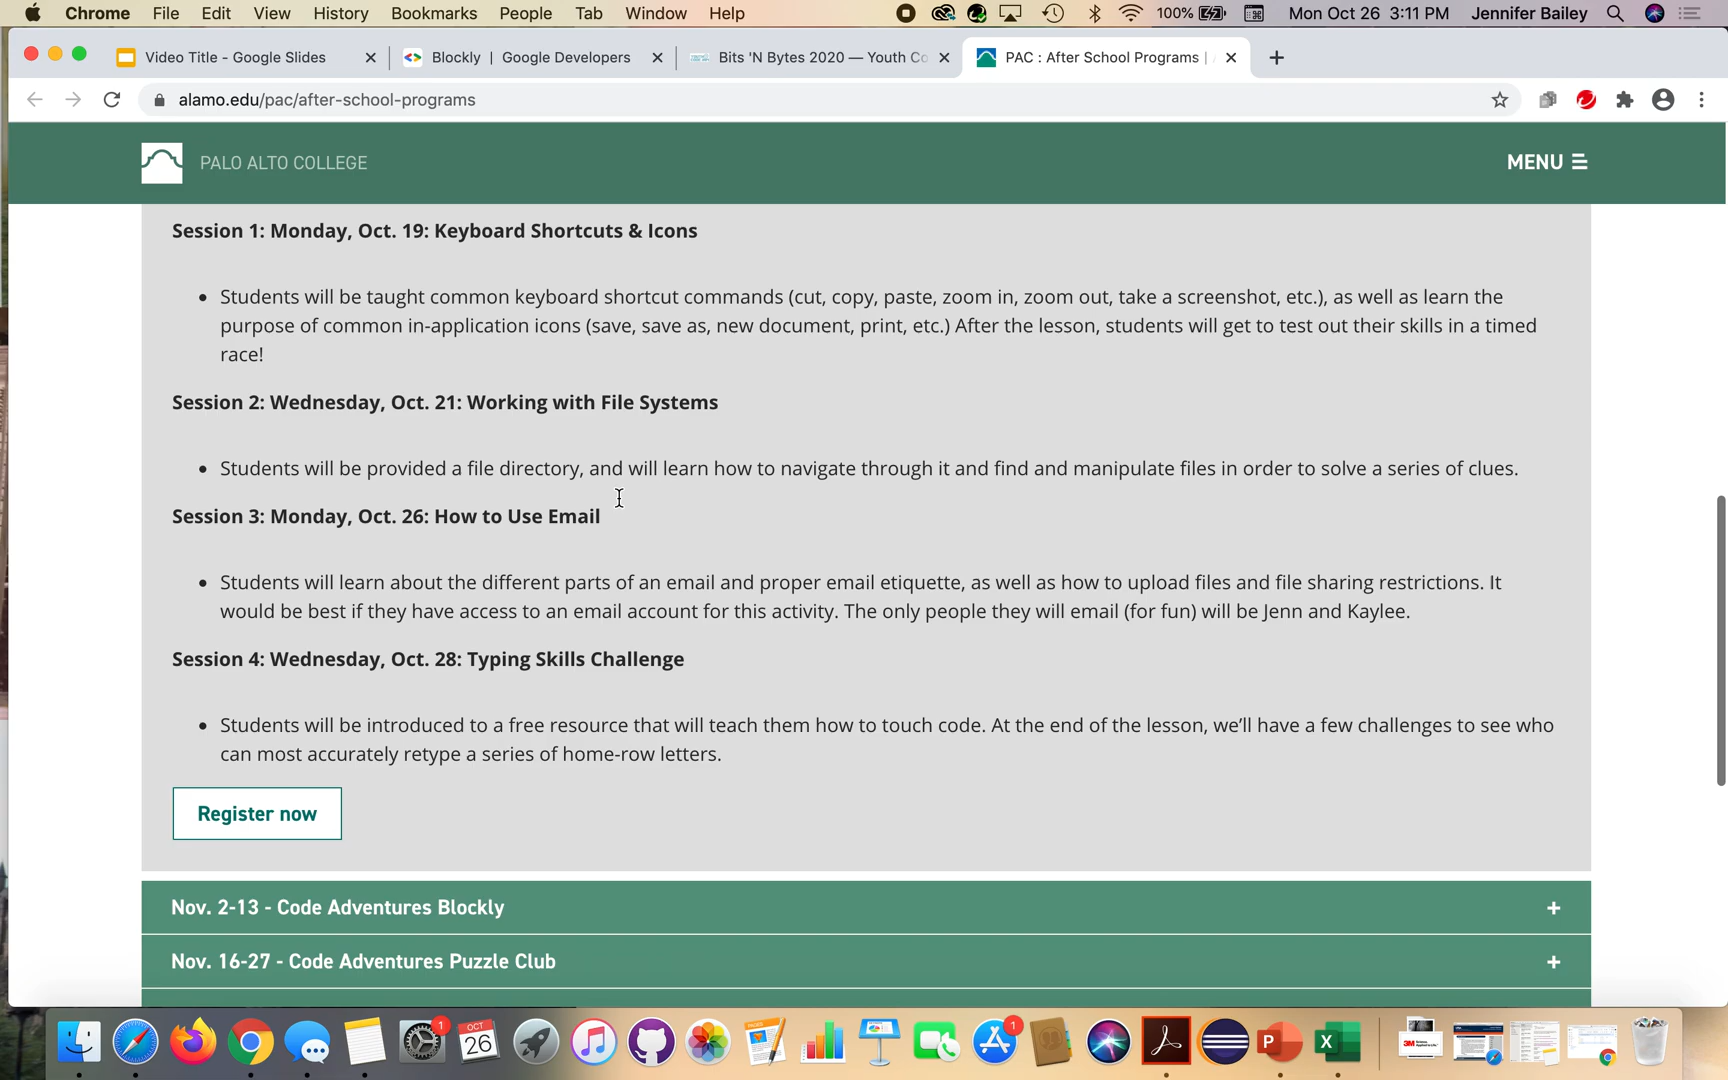 Chrome File Edit View History Bookmarks People Tab Window Help 100% Mon Oct 26 3:11 PM Jennifer Bailey
Video Title - Google Slides Blockly | Google Developers Bits 'N Bytes 2020 — Youth Co PAC : After School Programs |
alamo.edu/pac/after-school-programs
PALO ALTO COLLEGE MENU
Session 1: Monday, Oct. 19: Keyboard Shortcuts & Icons
• Students will be taught common keyboard shortcut commands (cut, copy, paste, zoom in, zoom out, take a screenshot, etc.), as well as learn the
purpose of common in-application icons (save, save as, new document, print, etc.) After the lesson, students will get to test out their skills in a timed
race!
Session 2: Wednesday, Oct. 21: Working with File Systems
• Students will be provided a file directory, and will learn how to navigate through it and find and manipulate files in order to solve a series of clues.
Session 3: Monday, Oct. 26: How to Use Email
• Students will learn about the different parts of an email and proper email etiquette, as well as how to upload files and file sharing restrictions. It
would be best if they have access to an email account for this activity. The only people they will email (for fun) will be Jenn and Kaylee.
Session 4: Wednesday, Oct. 28: Typing Skills Challenge
• Students will be introduced to a free resource that will teach them how to touch code. At the end of the lesson, we’ll have a few challenges to see who
can most accurately retype a series of home-row letters.
Register now
Nov. 2-13 - Code Adventures Blockly +
Nov. 16-27 - Code Adventures Puzzle Club +
1 OCT 26 1 P X 3M